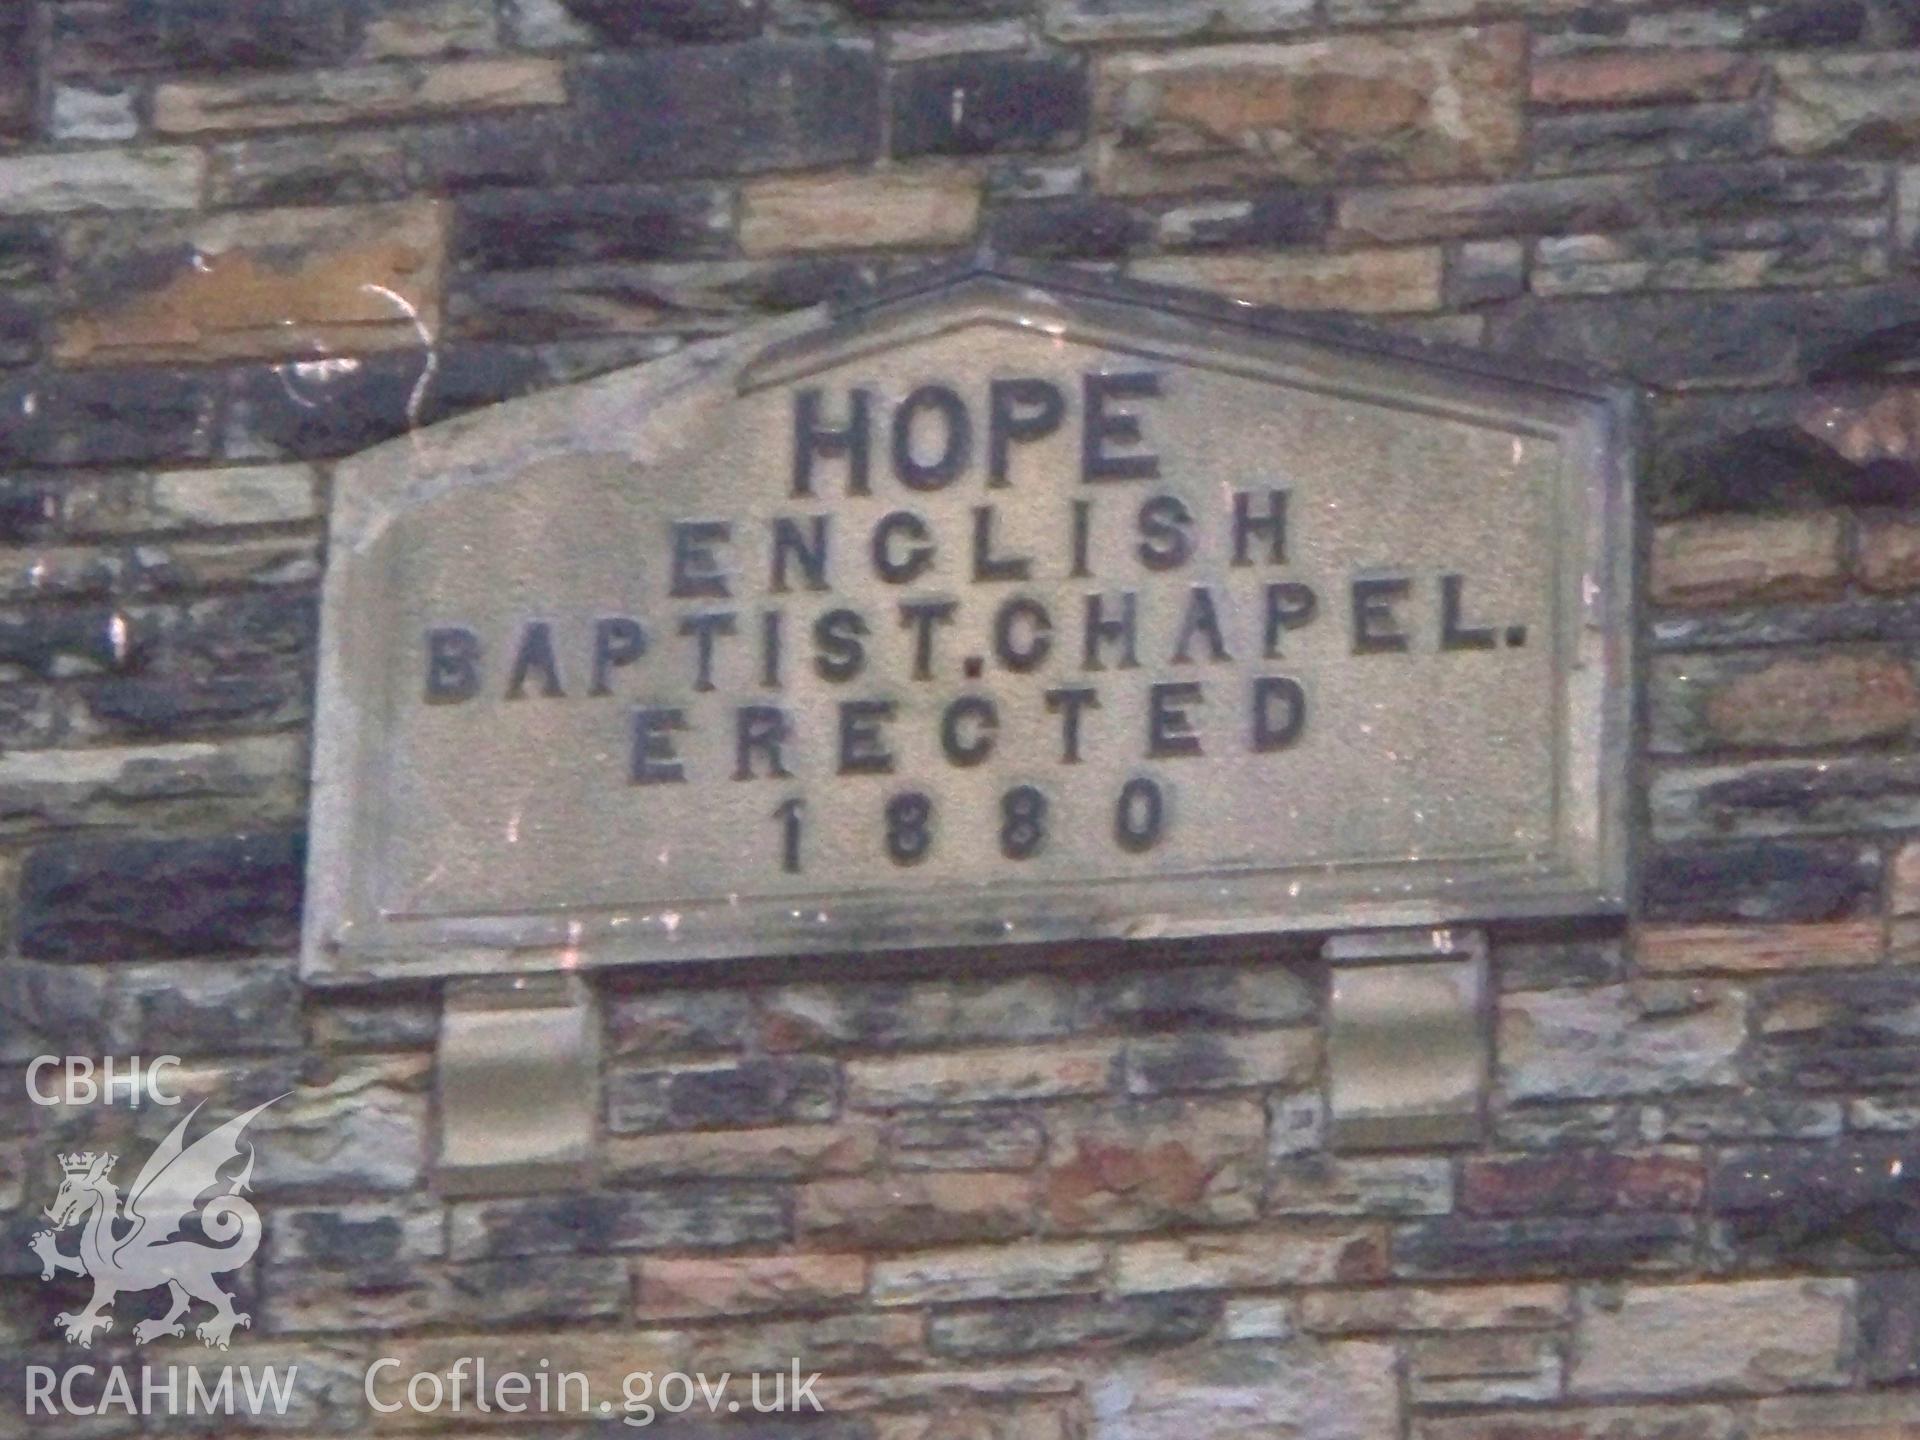 HOPE
ENGLISH
BAPTIST.CHAPEL.
ERECTED
1880
CBHC
RCAHMW
Coflein.gov.uk